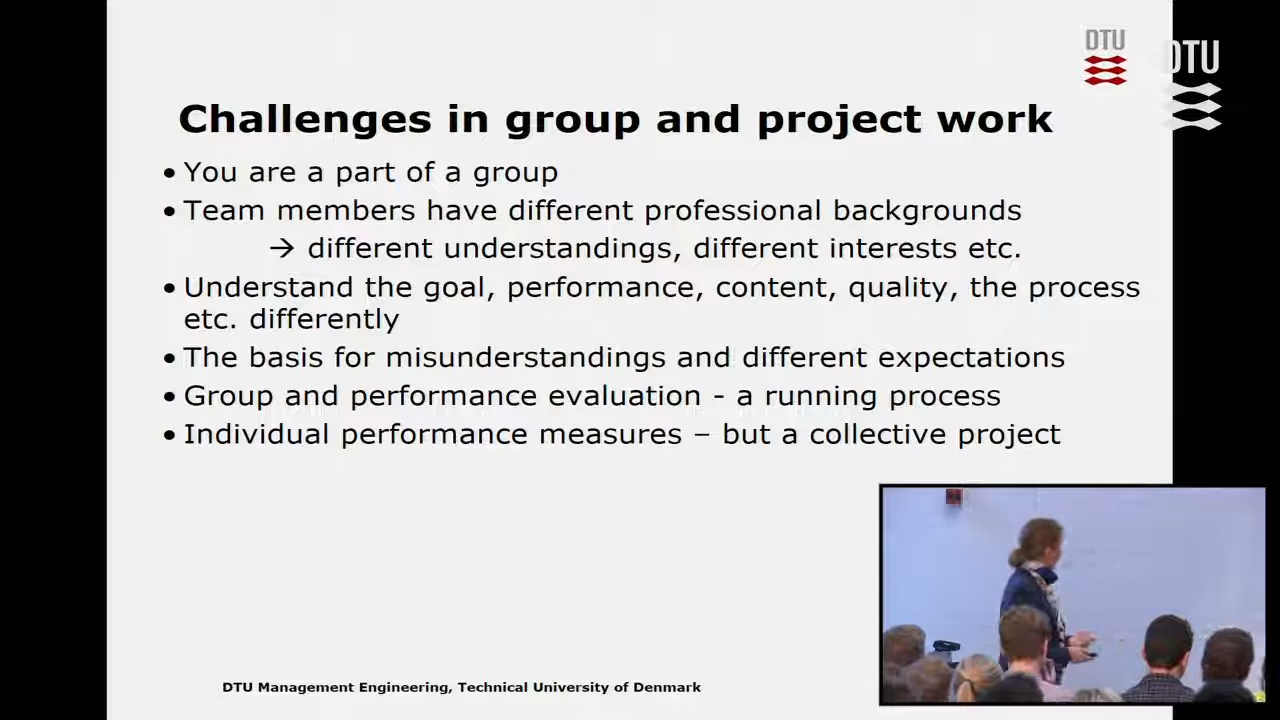 DTU
DTU
Challenges in group and project work
• You are a part of a group
• Team members have different professional backgrounds
→ different understandings, different interests etc.
• Understand the goal, performance, content, quality, the process
etc. differently
• The basis for misunderstandings and different expectations
• Group and performance evaluation - a running process
• Individual performance measures – but a collective project
DTU Management Engineering, Technical University of Denmark